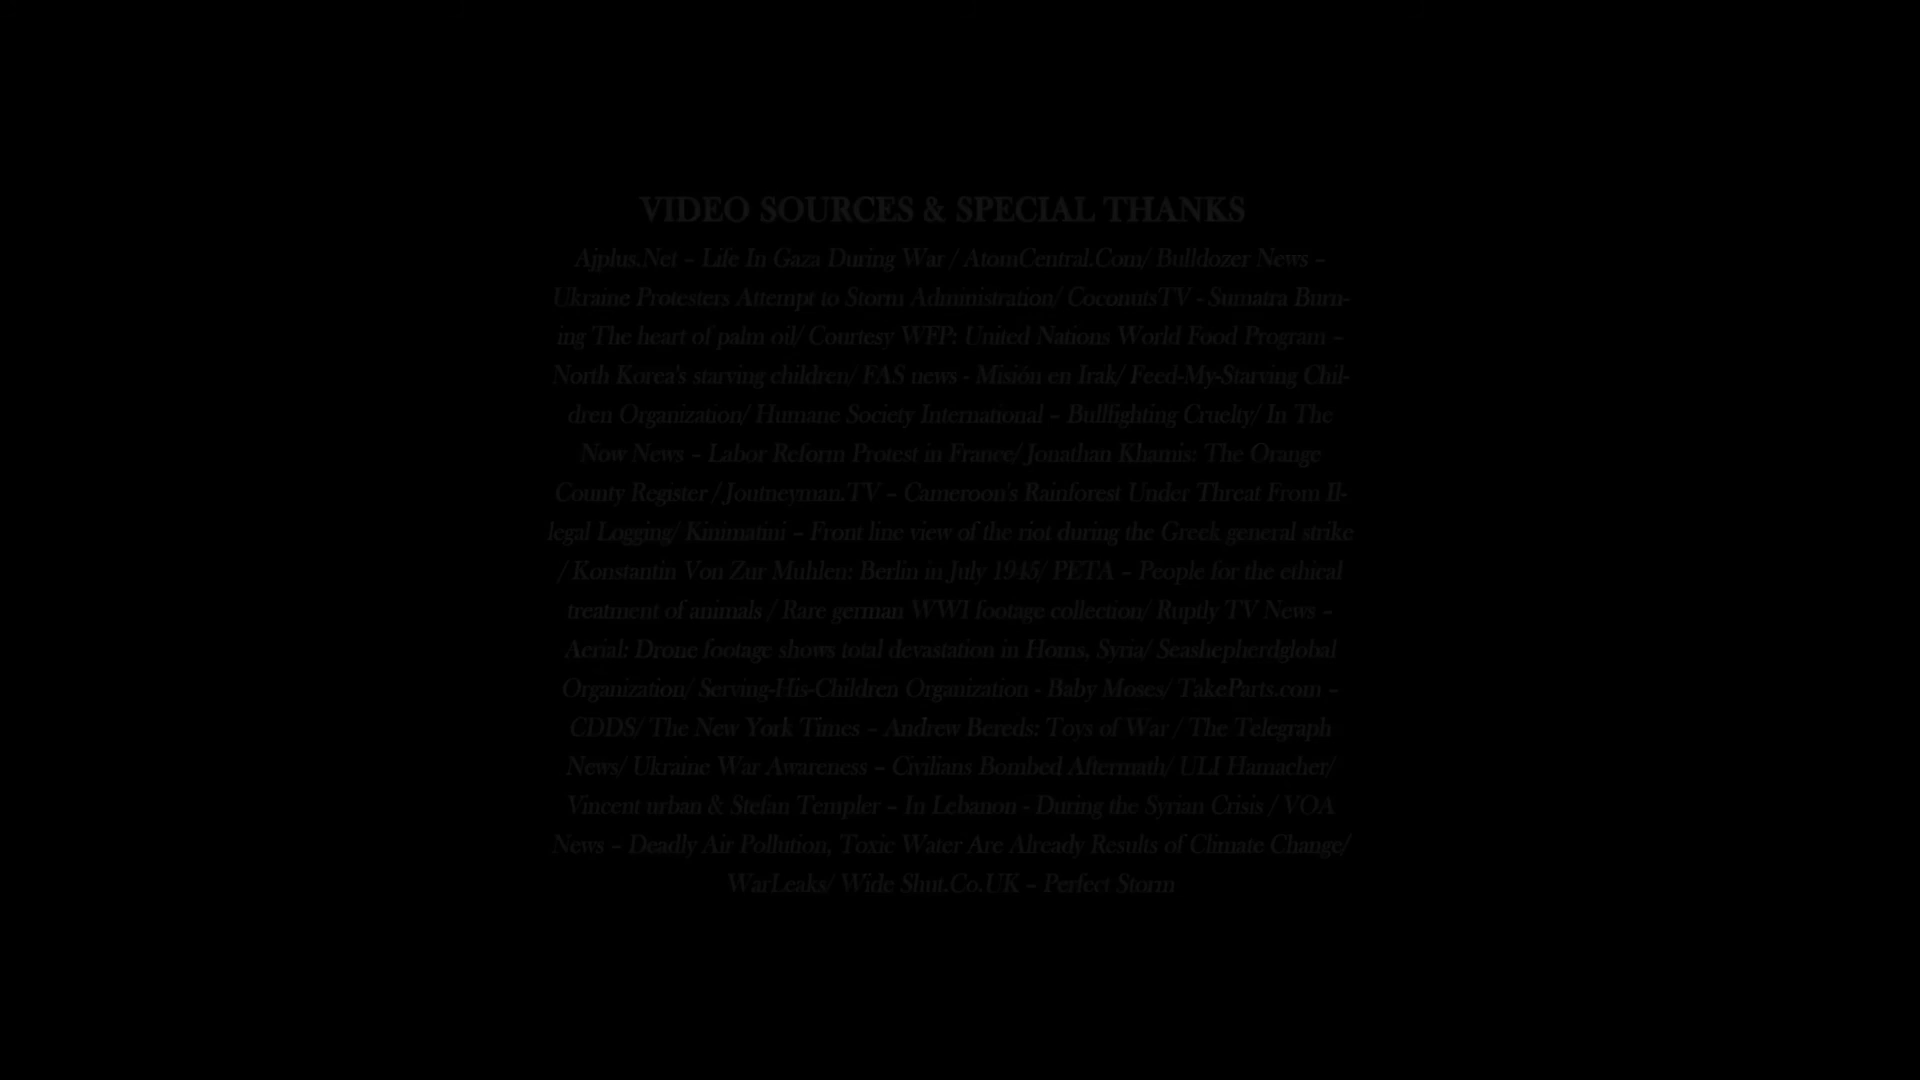 VIDEO SOURCES & SPECIAL THANKS
Ajplus.Net – Life In Gaza During War / AtomCentral.Com/ Bulldozer News –
Ukraine Protesters Attempt to Storm Administration/ CoconutsTV - Sumatra Burn-
ing The heart of palm oil/ Courtesy WFP: United Nations World Food Program –
North Korea's starving children/ FAS news - Misión en Irak/ Feed-My-Starving Chil-
dren Organization/ Humane Society International – Bullfighting Cruelty/ In The
Now News – Labor Reform Protest in France/ Jonathan Khamis: The Orange
County Register / Joutneyman.TV – Cameroon's Rainforest Under Threat From Il-
legal Logging/ Kinimatini – Front line view of the riot during the Greek general strike
/ Konstantin Von Zur Muhlen: Berlin in July 1945/ PETA – People for the ethical
treatment of animals / Rare german WWI footage collection/ Ruptly TV News –
Aerial: Drone footage shows total devastation in Homs, Syria/ Seashepherdglobal
Organization/ Serving-His-Children Organization - Baby Moses/ TakeParts.com –
CDDS/ The New York Times – Andrew Bereds: Toys of War / The Telegraph
News/ Ukraine War Awareness – Civilians Bombed Aftermath/ ULI Hamacher/
Vincent urban & Stefan Templer – In Lebanon - During the Syrian Crisis / VOA
News – Deadly Air Pollution, Toxic Water Are Already Results of Climate Change/
WarLeaks/ Wide Shut.Co.UK – Perfect Storm